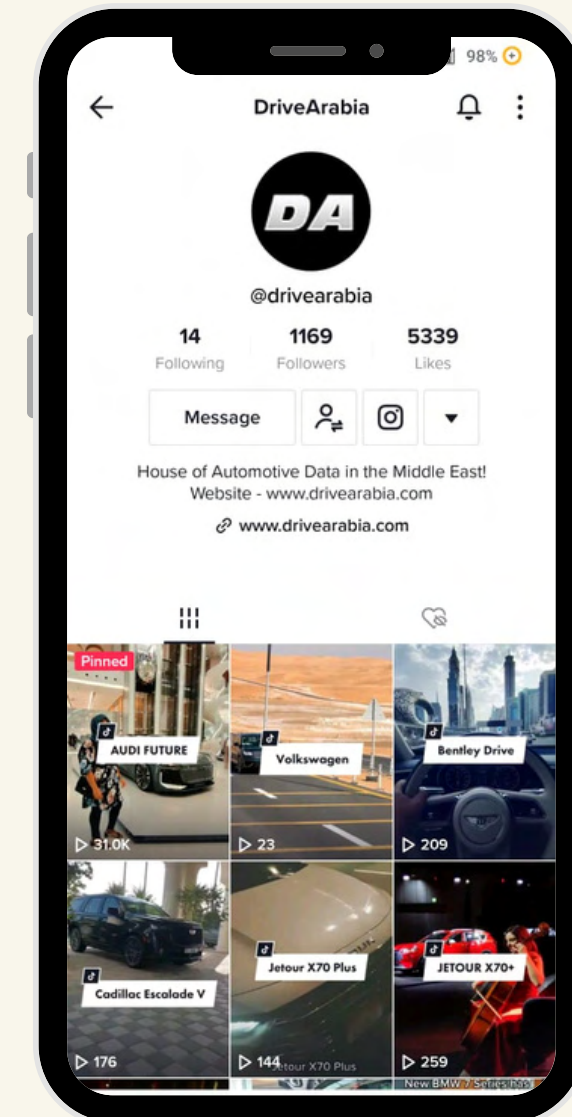 98%
DriveArabia
DA
@drivearabia
14 1169 5339
Following Followers Likes
Message
House of Automotive Data in the Middle East!
Website - www.drivearabia.com
www.drivearabia.com
Pinned
AUDI FUTURE
31.0K
Volkswagen
23
Bentley Drive
209
Cadillac Escalade V
176
Jetour X70 Plus
144
Jetour X70 Plus
JETOUR X70+
259
New BMW 7 Series has